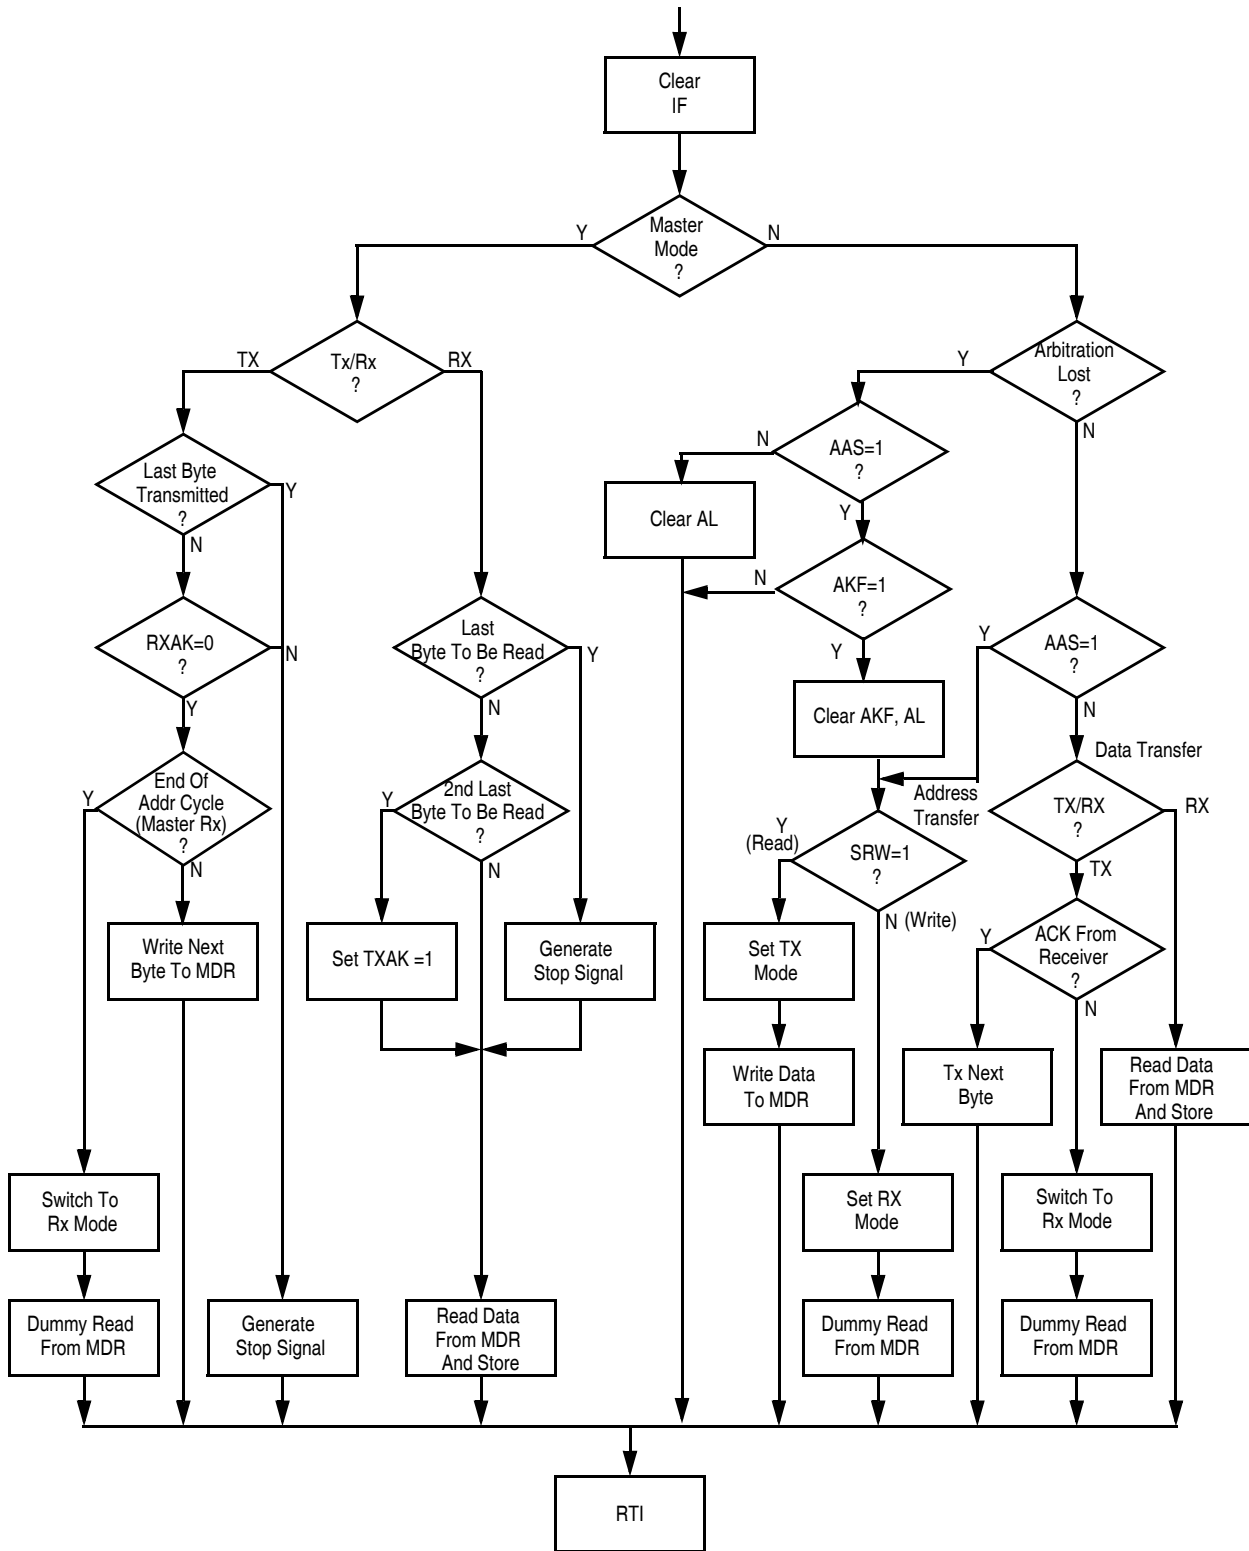 Clear
IF
Master
Mode
?
Y
N
Tx/Rx
?
TX
RX
Arbitration
Lost
?
Y
N
Last Byte
Transmitted
?
Y
N
AAS=1
?
N
Y
Clear AL
AKF=1
?
N
Y
RXAK=0
?
N
Y
Last
Byte To Be Read
?
Y
N
AAS=1
?
Y
N
Clear AKF, AL
Data Transfer
Address
Transfer
End Of
Addr Cycle
(Master Rx)
?
Y
N
2nd Last
Byte To Be Read
?
Y
N
TX/RX
?
RX
TX
Y
(Read)
SRW=1
?
N (Write)
Write Next
Byte To MDR
Set TXAK =1
Generate
Stop Signal
Set TX
Mode
ACK From
Receiver
?
Y
N
Write Data
To MDR
Tx Next
Byte
Read Data
From MDR
And Store
Switch To
Rx Mode
Set RX
Mode
Switch To
Rx Mode
Dummy Read
From MDR
Generate
Stop Signal
Read Data
From MDR
And Store
Dummy Read
From MDR
Dummy Read
From MDR
RTI